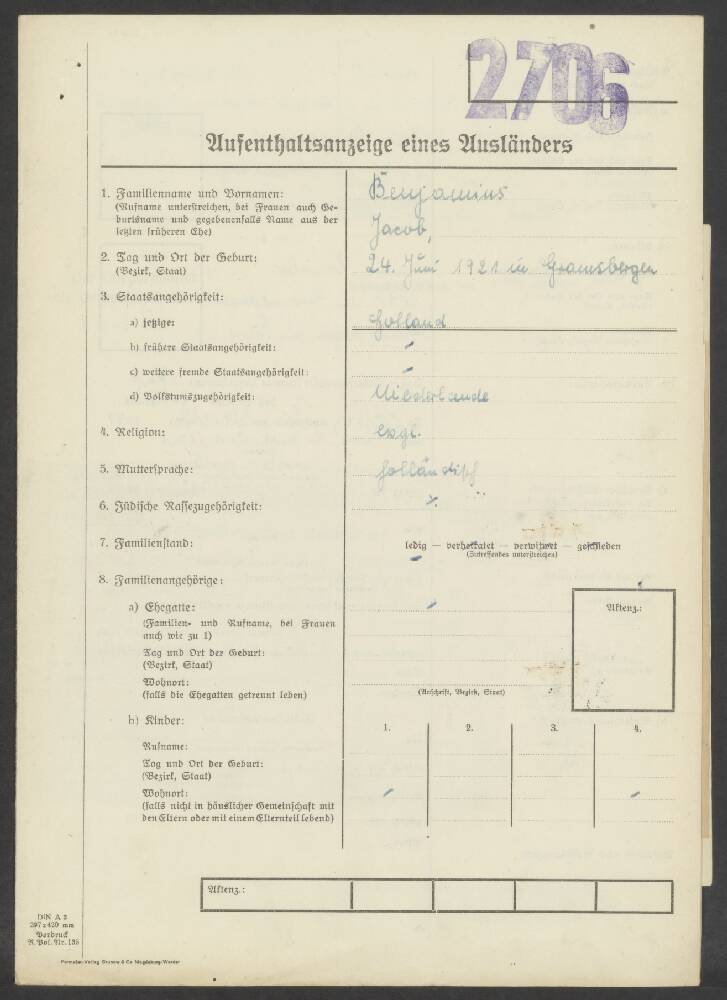 2706
Aufenthaltsanzeige eines Ausländers
1. Familienname und Vornamen:
(Rufname unterstreichen, bei Frauen auch Ge-
burtsname und gegebenenfalls Name aus der
letzten früheren Ehe)
Benjamins
Jacob,
2. Tag und Ort der Geburt:
(Bezirk, Staat)
24. Juni 1921 in Gramsbergen
3. Staatsangehörigkeit:
a) jetzige:
Holland
b) frühere Staatsangehörigkeit:
c) weitere fremde Staatsangehörigkeit:
d) Volkstumszugehörigkeit:
Niederlande
4. Religion:
evgl.
5. Muttersprache:
holländisch
6. Jüdische Rassezugehörigkeit:
7. Familienstand:
ledig — verheiratet — verwitwet — geschieden
(Zutreffendes unterstreichen)
8. Familienangehörige:
a) Ehegatte:
(Familien- und Rufname, bei Frauen
auch wie zu 1)
Tag und Ort der Geburt:
(Bezirk, Staat)
Wohnort:
(falls die Ehegatten getrennt leben)
(Anschrift, Bezirk, Staat)
Aktenz.:
b) Kinder:
1. 2. 3. 4.
Rufname:
Tag und Ort der Geburt:
(Bezirk, Staat)
Wohnort:
(falls nicht in häuslicher Gemeinschaft mit
den Eltern oder mit einem Elternteil lebend)
Aktenz.:
DIN A 3
297x420 mm
Vordruck
R. Pol. Nr. 135